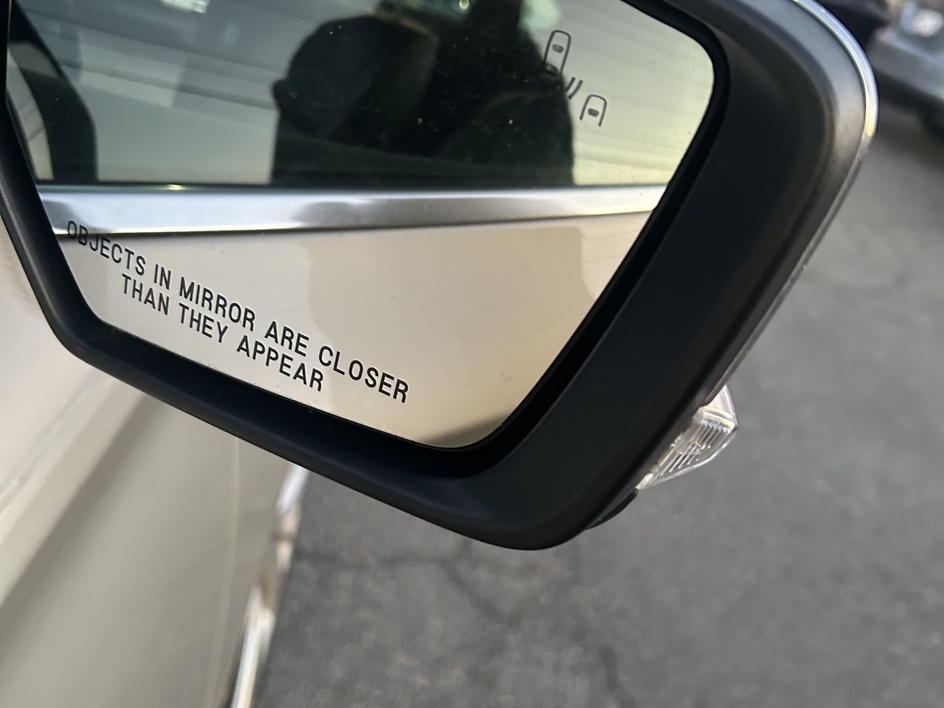 OBJECTS IN MIRROR ARE CLOSER
THAN THEY APPEAR